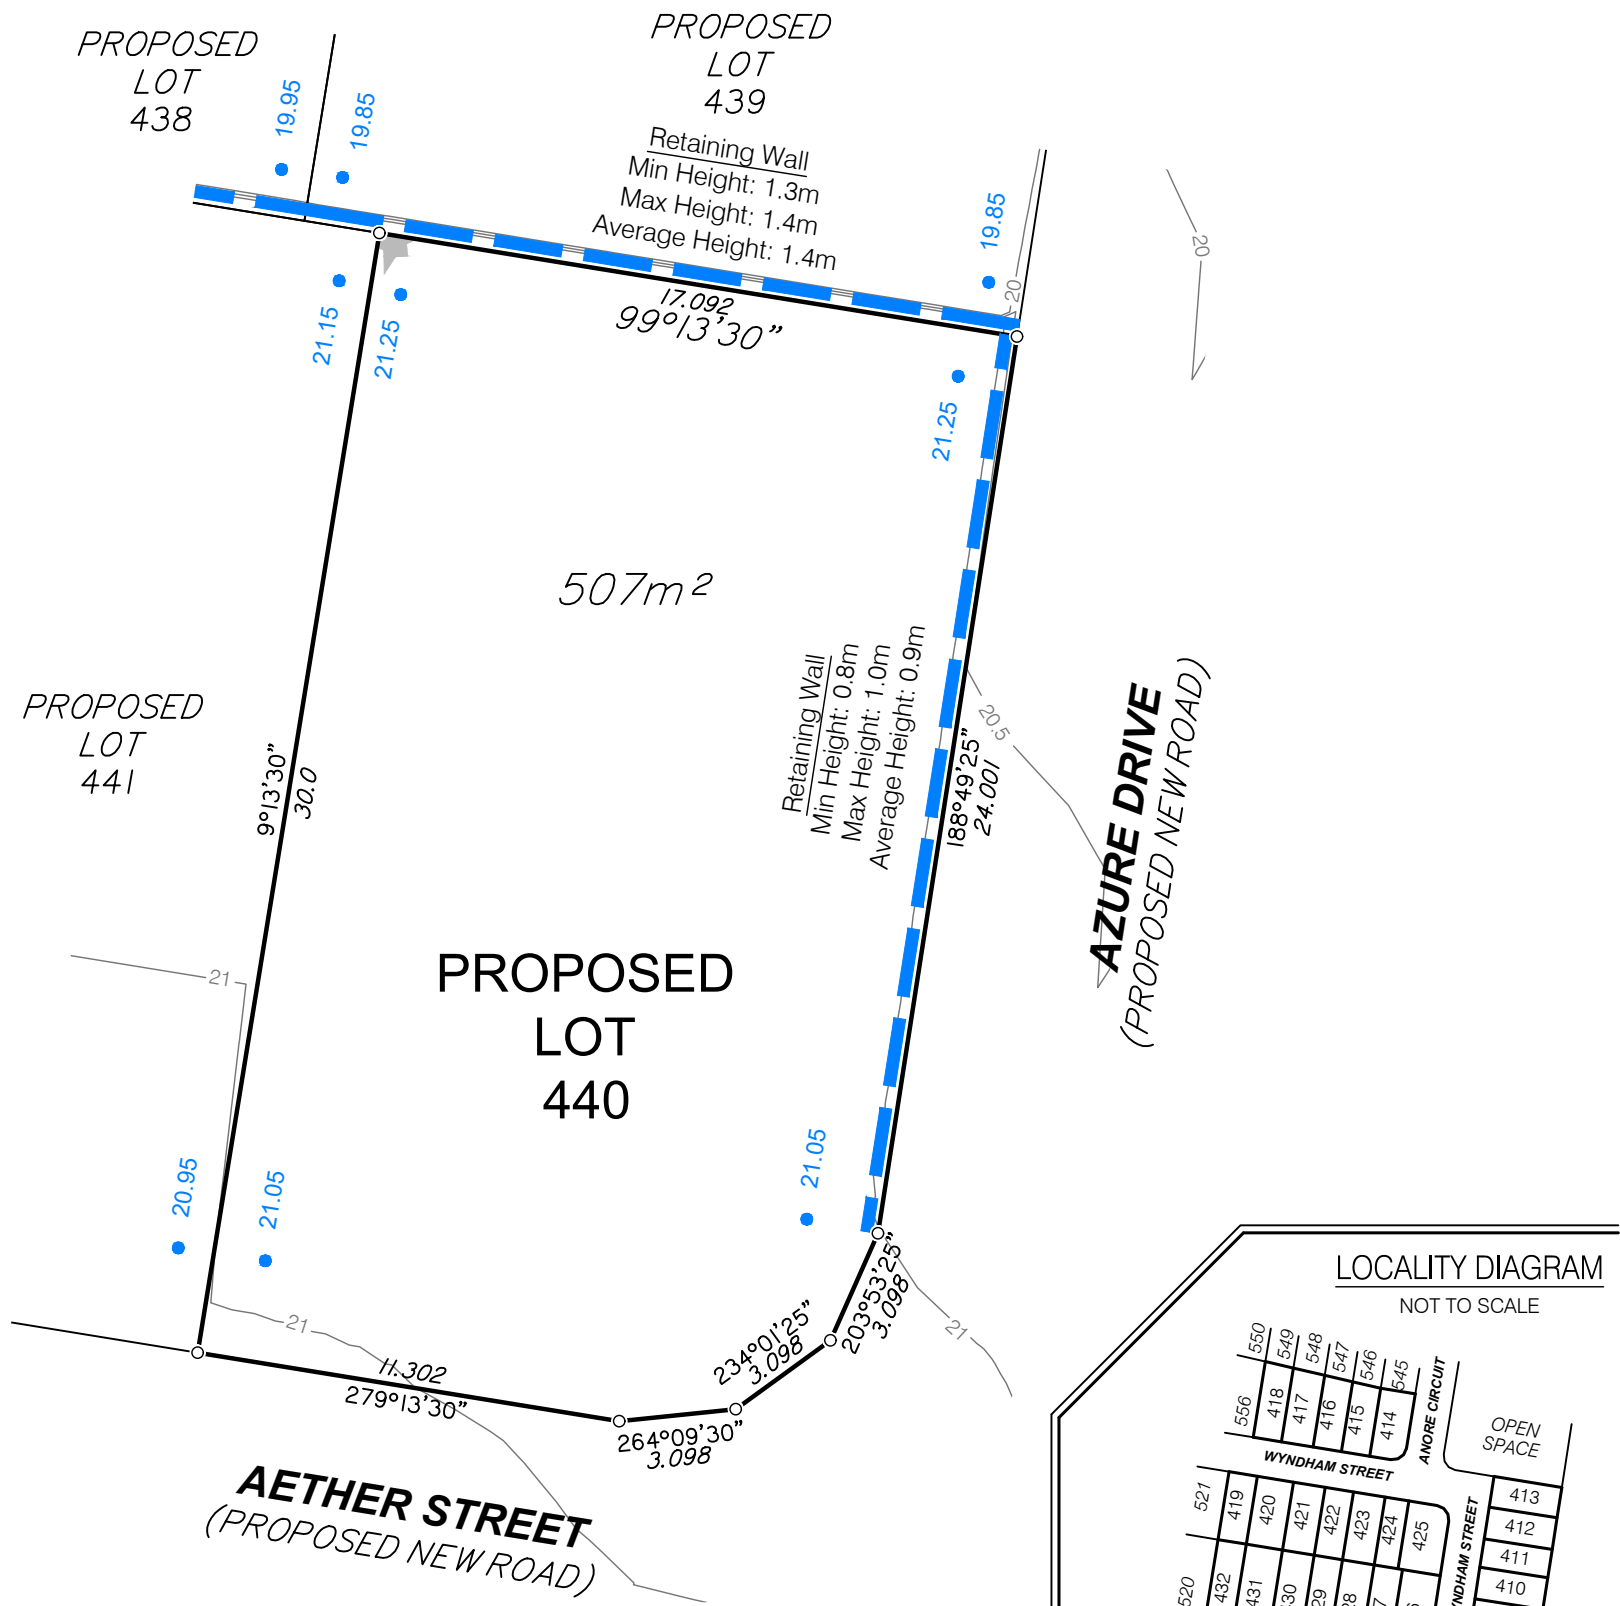 PROPOSED
LOT
438
PROPOSED
LOT
439
19.95
19.85
Retaining Wall
Min Height: 1.3m
Max Height: 1.4m
Average Height: 1.4m
19.85
20
20
17.092
99°13'30"
21.15
21.25
21.25
507m²
PROPOSED
LOT
441
9°13'30"
30.0
Retaining Wall
Min Height: 0.8m
Max Height: 1.0m
Average Height: 0.9m
188°49'25"
24.001
20.5
AZURE DRIVE
(PROPOSED NEW ROAD)
21
PROPOSED
LOT
440
20.95
21.05
21.05
21
11.302
279°13'30"
264°09'30"
3.098
234°01'25"
3.098
203°53'25"
3.098
21
AETHER STREET
(PROPOSED NEW ROAD)
LOCALITY DIAGRAM
NOT TO SCALE
550
549
548
547
546
545
556
418
417
416
415
414
ANORE CIRCUIT
OPEN
SPACE
WYNDHAM STREET
521
419
420
421
422
423
424
425
413
412
411
410
520
432
431